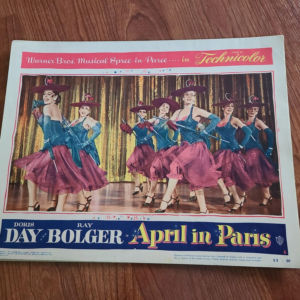 Warner Bros. Musical Spree-in-Paree.....in Technicolor
DORIS RAY
DAY BOLGER April in Paris